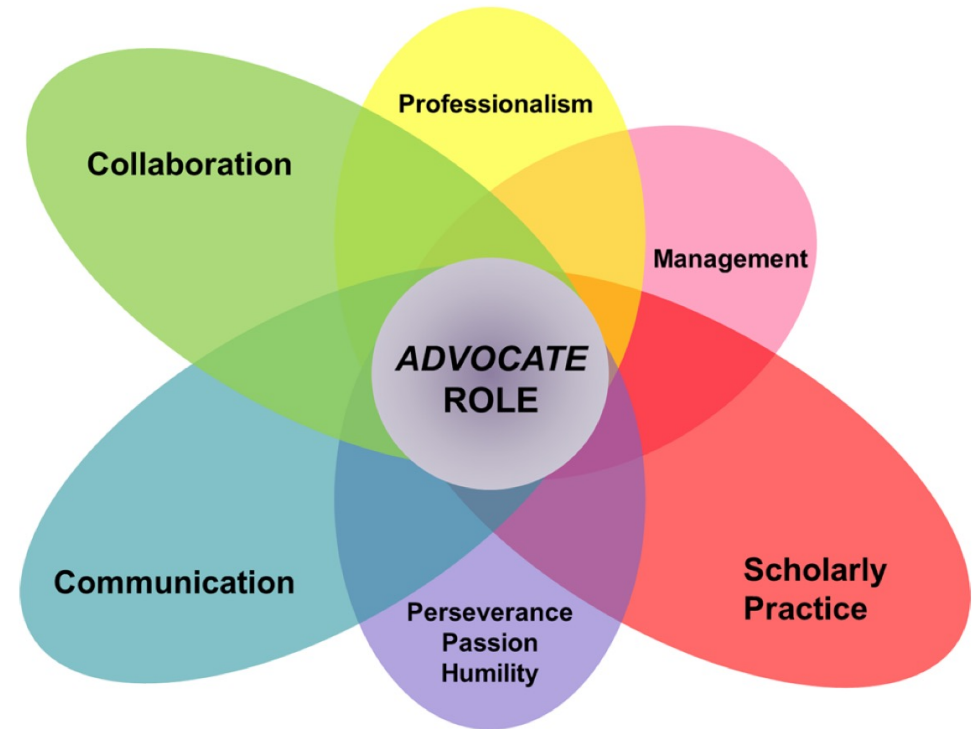 Professionalism
Collaboration
Management
ADVOCATE
ROLE
Communication
Scholarly
Practice
Perseverance
Passion
Humility